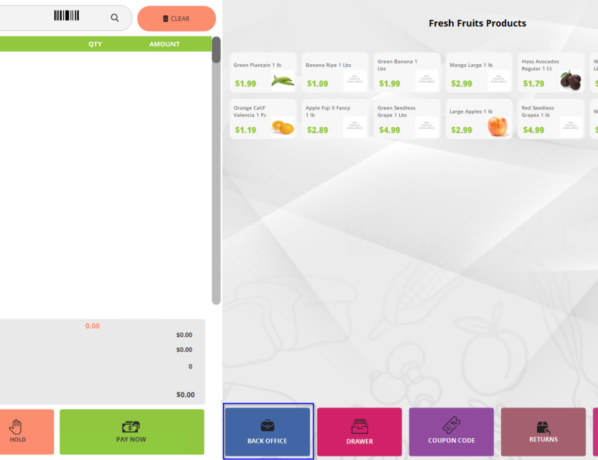 CLEAR
QTY AMOUNT
0.00
$0.00
$0.00
0
$0.00
HOLD
PAY NOW
Fresh Fruits Products
Green Plantain 1 lb
$1.99
Banana Ripe 1 Lbs
$1.09
Green Banana 1
Lbs
$1.99
Mango Large 1 lb
$2.99
Hass Avocados
Regular 1 Ct
$1.79
Orange Calif
Valencia 1 Pc
$1.19
Apple Fuji X Fancy
1 lb
$2.89
Green Seedless
Grape 1 Lbs
$4.99
Large Apples 1 lb
$2.99
Red Seedless
Grapes 1 lb
$4.99
BACK OFFICE
DRAWER
COUPON CODE
RETURNS